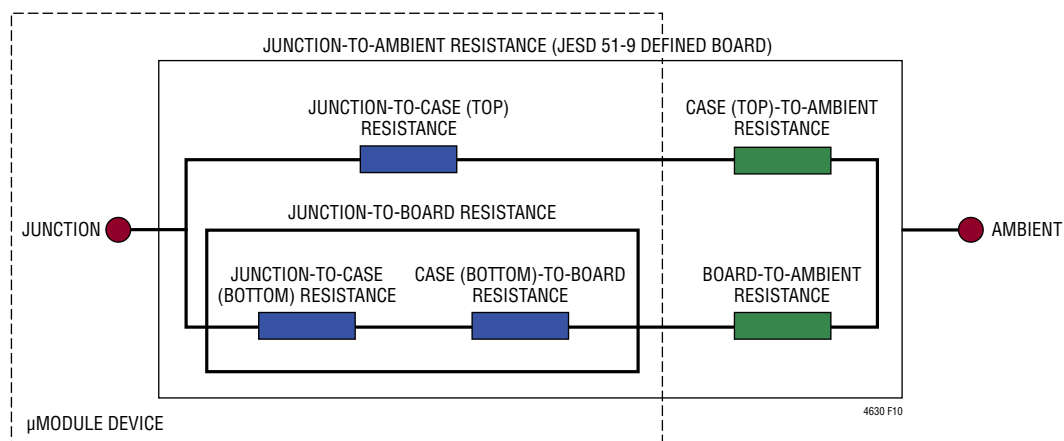 JUNCTION-TO-AMBIENT RESISTANCE (JESD 51-9 DEFINED BOARD)
JUNCTION-TO-CASE (TOP)
RESISTANCE
CASE (TOP)-TO-AMBIENT
RESISTANCE
JUNCTION-TO-BOARD RESISTANCE
JUNCTION
AMBIENT
JUNCTION-TO-CASE
(BOTTOM) RESISTANCE
CASE (BOTTOM)-TO-BOARD
RESISTANCE
BOARD-TO-AMBIENT
RESISTANCE
4630 F10
µMODULE DEVICE